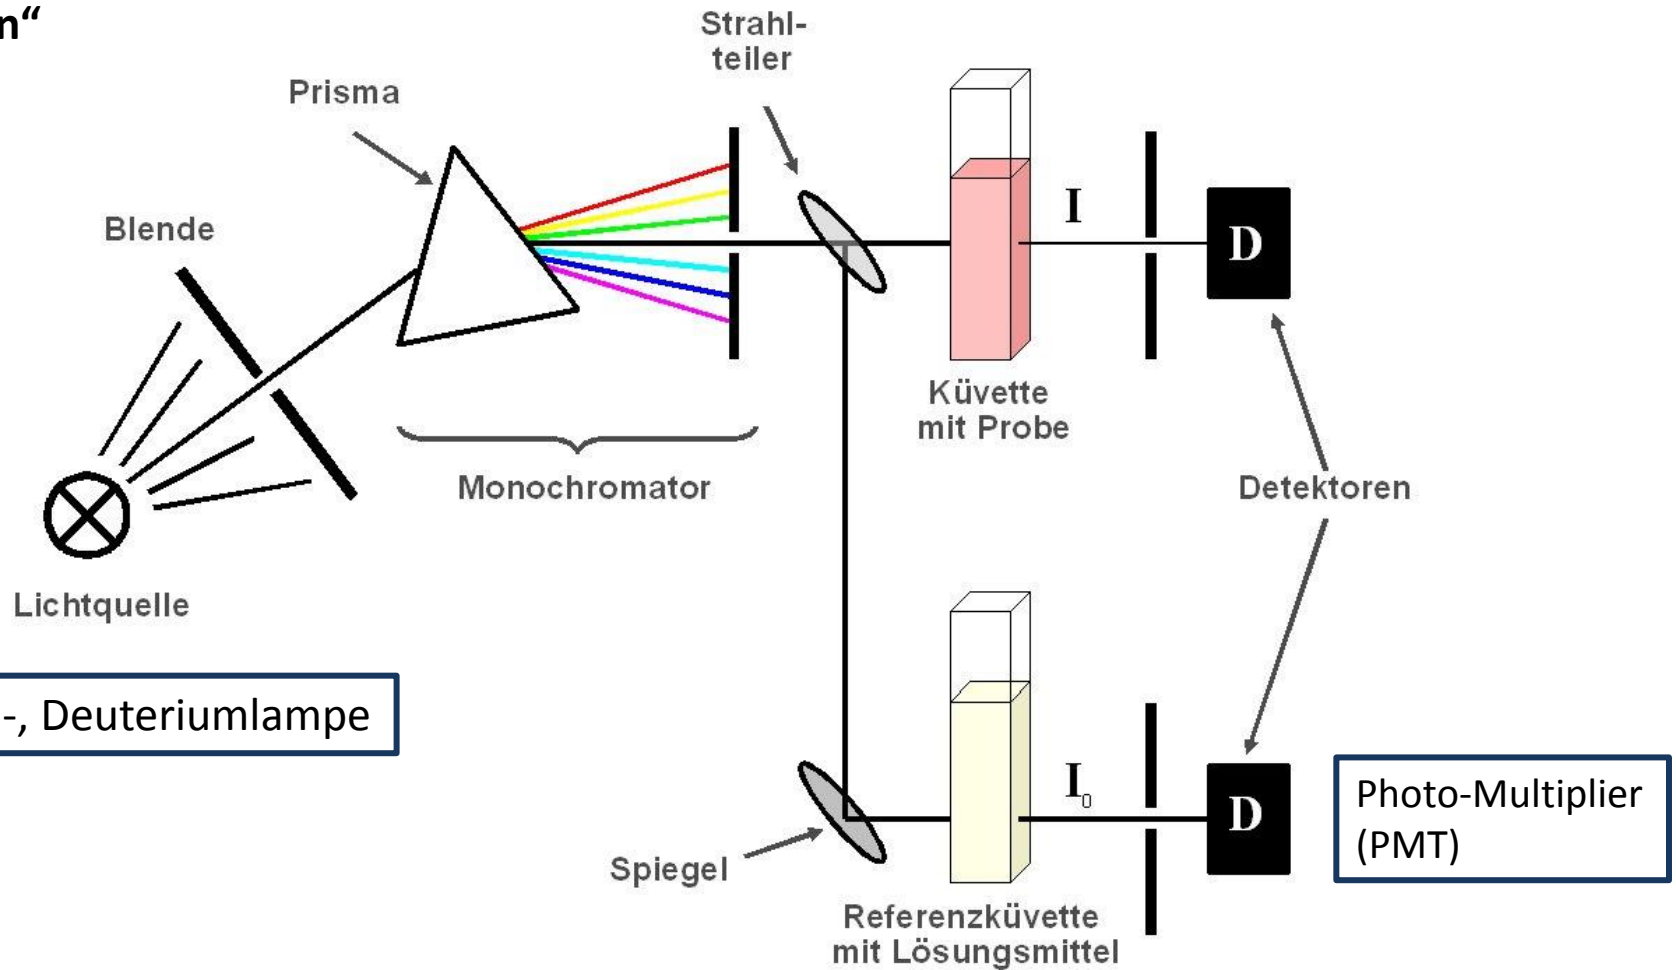 n“
Strahl-
teiler
Prisma
Blende
I
D
Küvette
mit Probe
Monochromator
Detektoren
Lichtquelle
-, Deuteriumlampe
I₀
D
Photo-Multiplier
(PMT)
Spiegel
Referenzküvette
mit Lösungsmittel